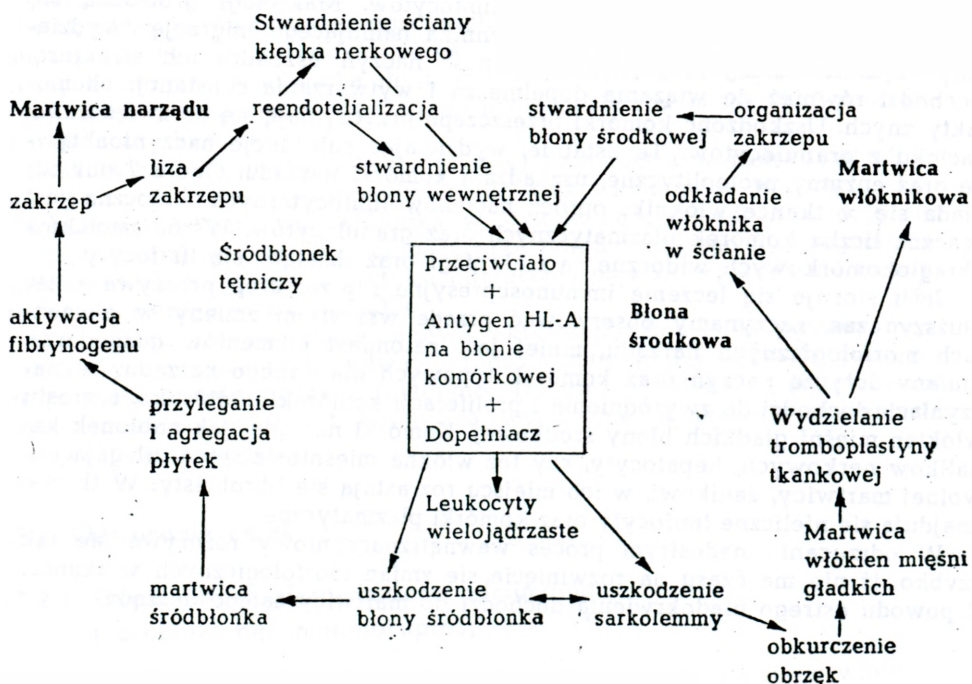 Stwardnienie ściany
kłębka nerkowego
Martwica narządu
reendotelializacja
stwardnienie
błony środkowej
organizacja
zakrzepu
zakrzep
liza
zakrzepu
stwardnienie
błony wewnętrznej
odkładanie
włóknika
w ścianie
Martwica
włóknikowa
Śródbłonek
tętniczy
Przeciwciało
+
Antygen HL-A
na błonie
komórkowej
+
Dopełniacz
Błona
środkowa
aktywacja
fibrynogenu
przyleganie
i agregacja
płytek
Wytwarzanie
tromboplastyny
tkankowej
Leukocyty
wielojądrzaste
Martwica
włókien mięśni
gładkich
martwica
śródbłonka
uszkodzenie
błony śródbłonka
uszkodzenie
sarkolemmy
obkurczenie
obrzęk